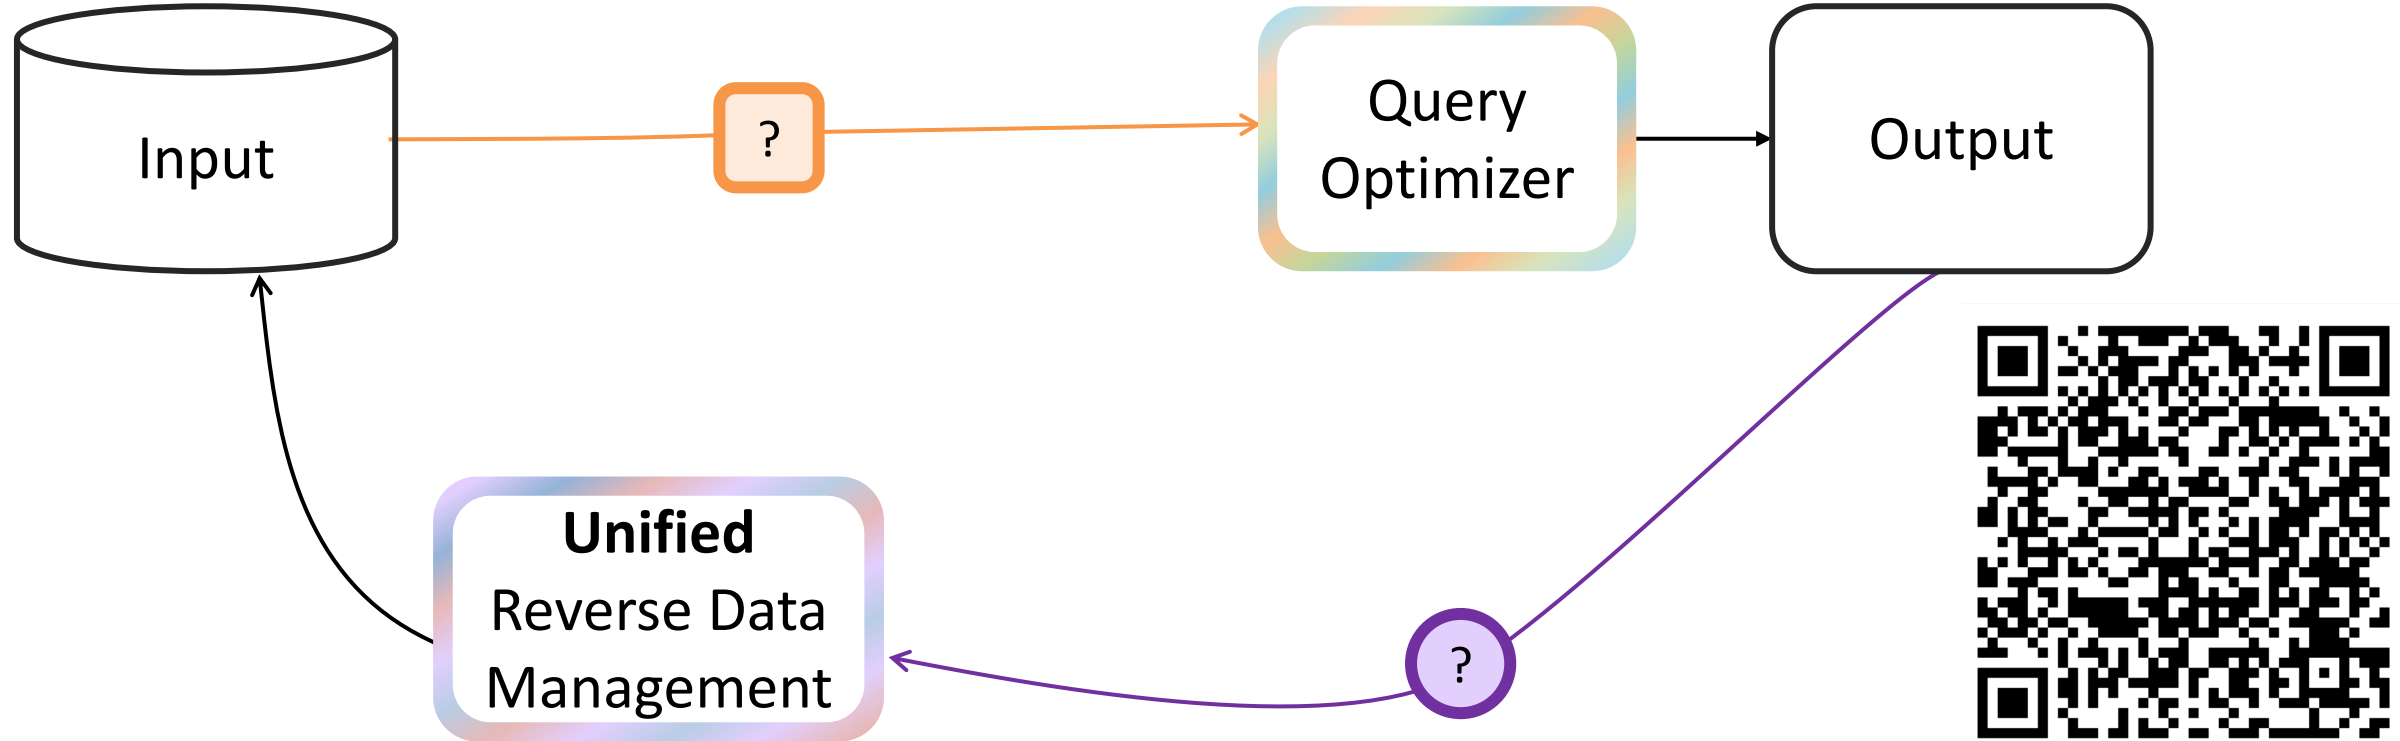 Input
?
Query
Optimizer
Output
Unified
Reverse Data
Management
?